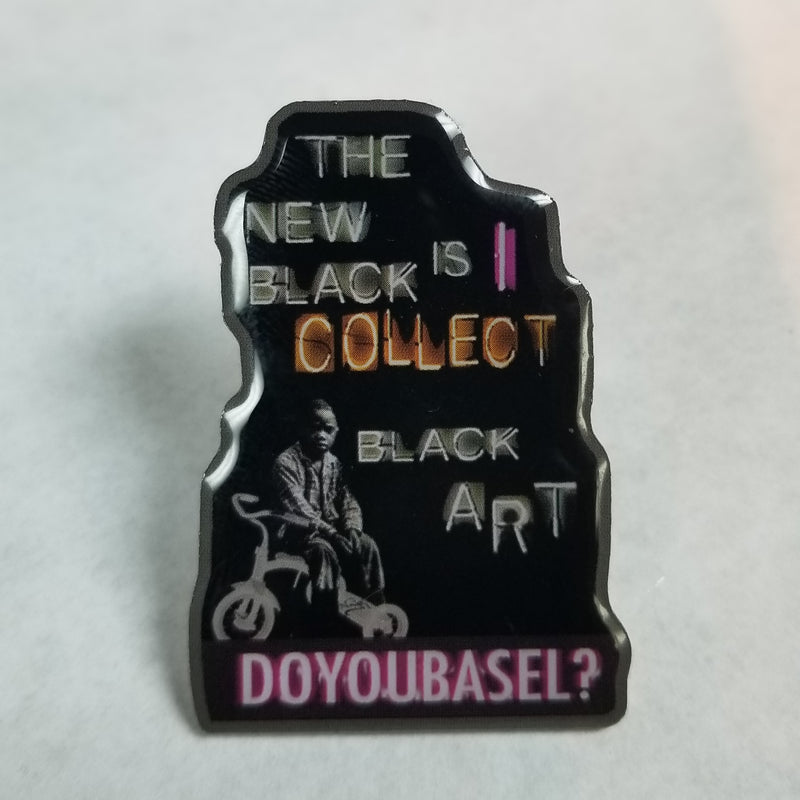 THE
NEW
BLACK IS I
COLLECT
BLACK
ART
DOYOUBASEL?